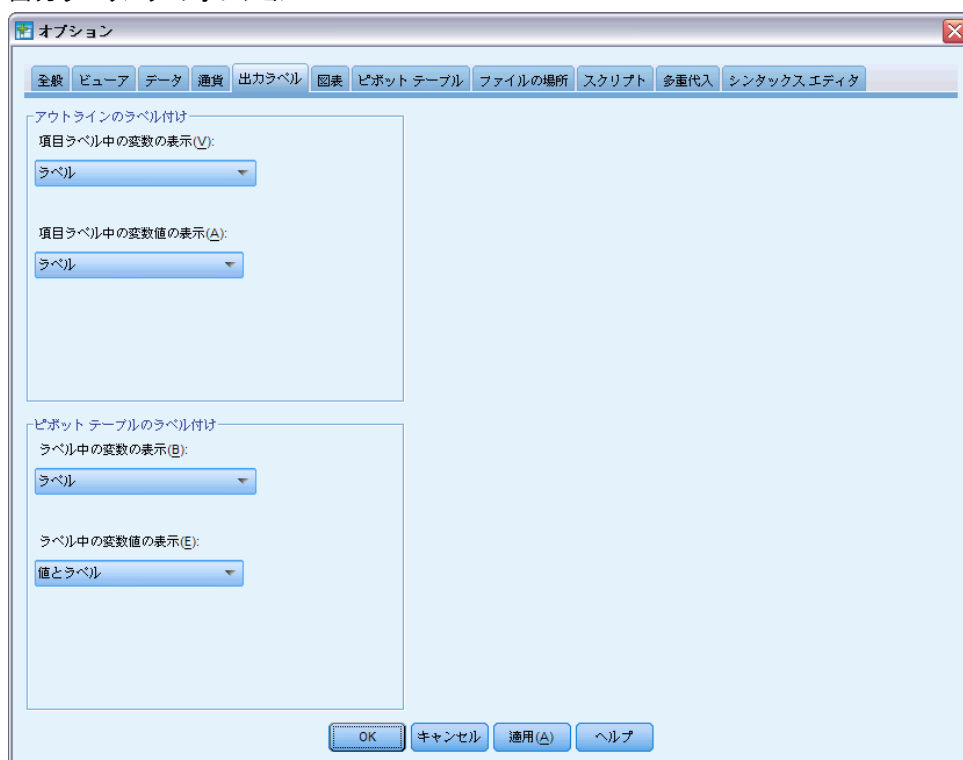 オプション
全般 ビューア データ 通貨 出力ラベル 図表 ピボット テーブル ファイルの場所 スクリプト 多重代入 シンタックス エディタ
アウトラインのラベル付け
項目ラベル中の変数の表示(V):
ラベル
項目ラベル中の変数値の表示(A):
ラベル
ピボット テーブルのラベル付け
ラベル中の変数の表示(B):
ラベル
ラベル中の変数値の表示(E):
値とラベル
OK キャンセル 適用(A) ヘルプ